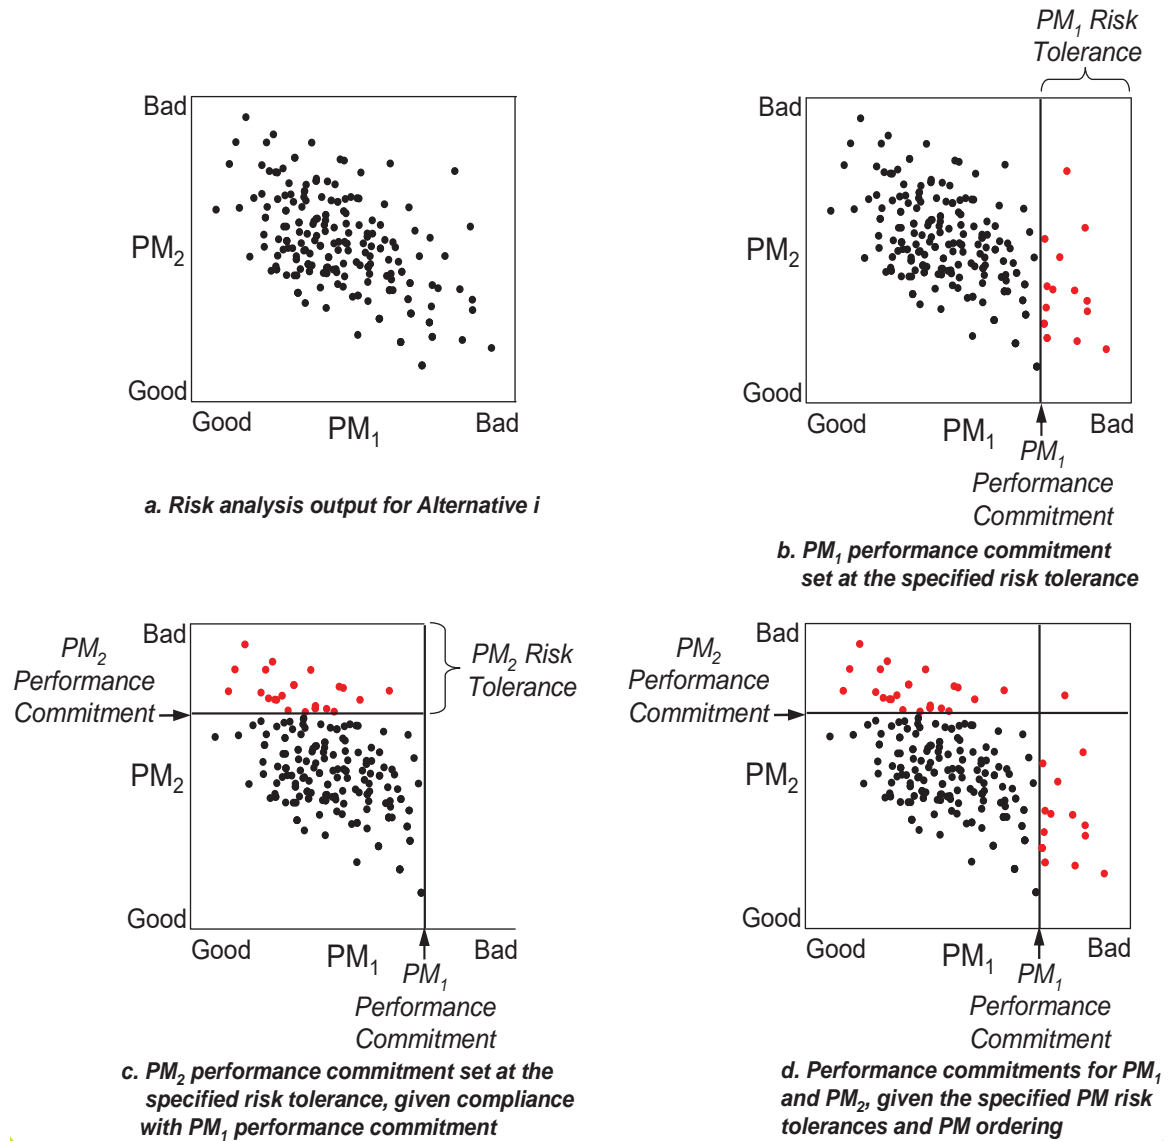 Bad
PM2
Good
Good
PM1
Bad
a. Risk analysis output for Alternative i
PM1 Risk
Tolerance
Bad
PM2
Good
Good
PM1
Bad
PM1
Performance
Commitment
b. PM1 performance commitment
set at the specified risk tolerance
PM2
Performance
Commitment
Bad
PM2 Risk
Tolerance
PM2
Good
Good
PM1
Bad
PM1
Performance
Commitment
c. PM2 performance commitment set at the
specified risk tolerance, given compliance
with PM1 performance commitment
PM2
Performance
Commitment
Bad
PM2
Good
Good
PM1
Bad
PM1
Performance
Commitment
d. Performance commitments for PM1
and PM2, given the specified PM risk
tolerances and PM ordering